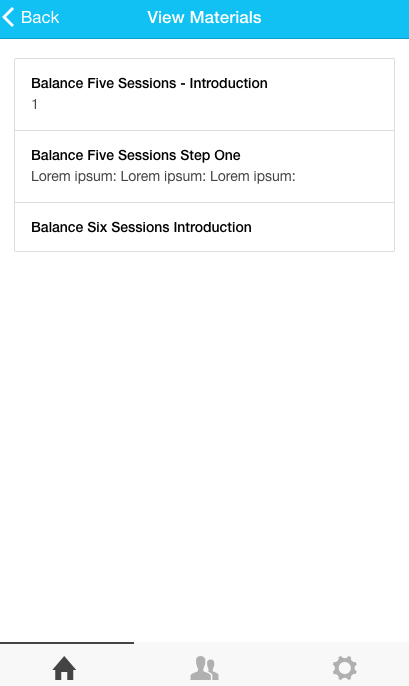 Back
View Materials
Balance Five Sessions - Introduction
1
Balance Five Sessions Step One
Lorem ipsum: Lorem ipsum: Lorem ipsum:
Balance Six Sessions Introduction